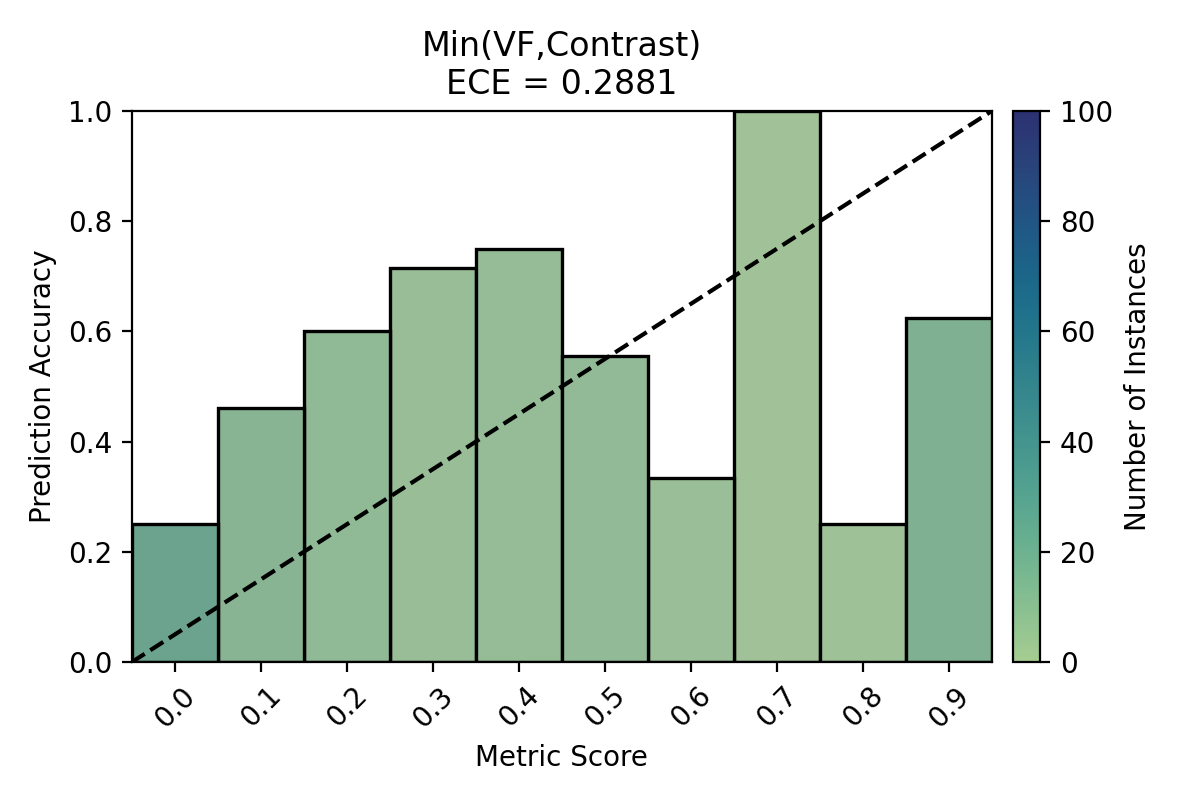 Min(VF,Contrast)
ECE = 0.2881
1.0
0.8
0.6
0.4
0.2
0.0
Prediction Accuracy
0.0 0.1 0.2 0.3 0.4 0.5 0.6 0.7 0.8 0.9
Metric Score
100
80
60
40
20
0
Number of Instances